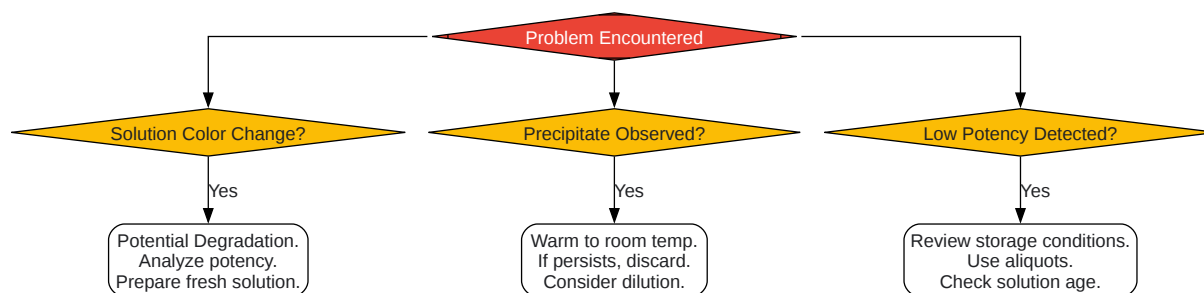 Problem Encountered
Solution Color Change?
Precipitate Observed?
Low Potency Detected?
Yes
Yes
Yes
Potential Degradation.
Analyze potency.
Prepare fresh solution.
Warm to room temp.
If persists, discard.
Consider dilution.
Review storage conditions.
Use aliquots.
Check solution age.